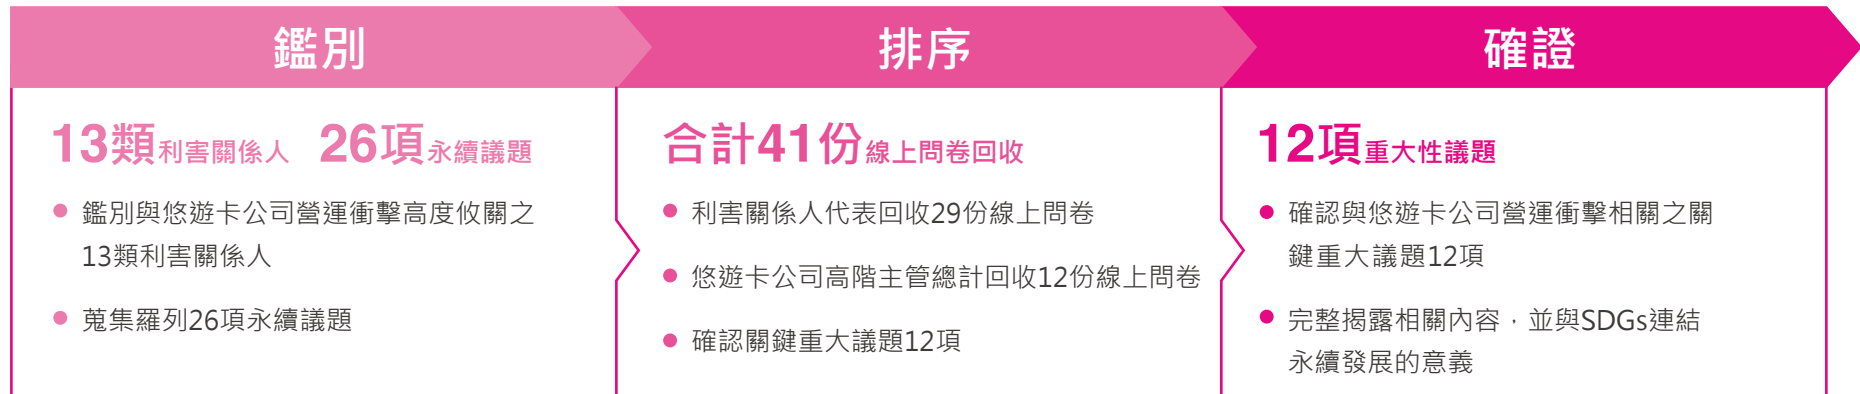 鑑別
13類利害關係人 26項永續議題
● 鑑別與悠遊卡公司營運衝擊高度攸關之
13類利害關係人
● 蒐集羅列26項永續議題
排序
合計41份線上問卷回收
● 利害關係人代表回收29份線上問卷
● 悠遊卡公司高階主管總計回收12份線上問卷
● 確認關鍵重大議題12項
確證
12項重大性議題
● 確認與悠遊卡公司營運衝擊相關之關
鍵重大議題12項
● 完整揭露相關內容，並與SDGs連結
永續發展的意義